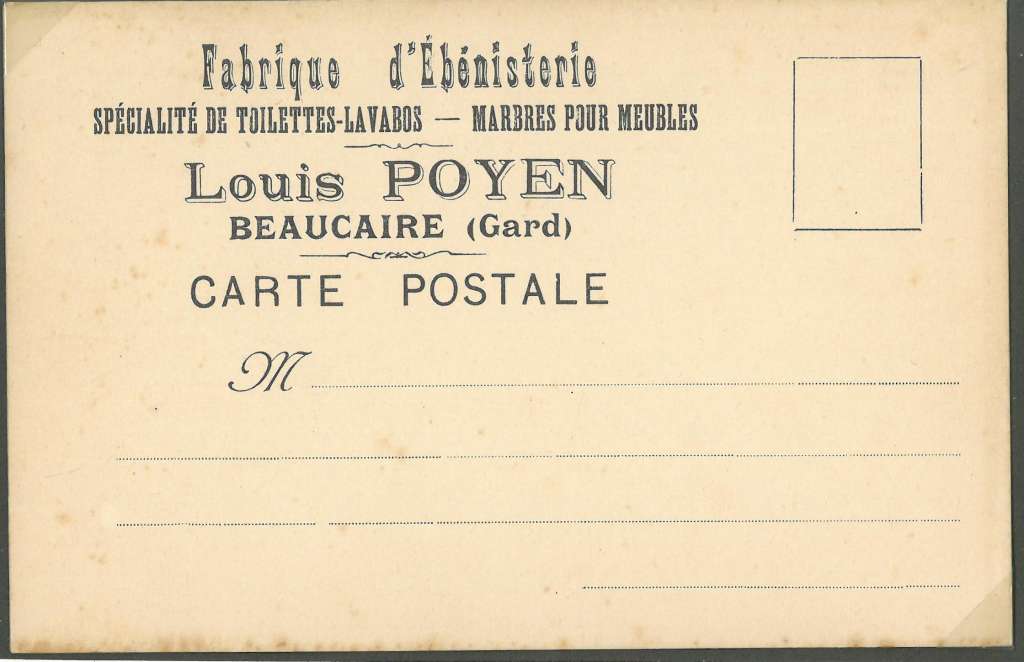 Fabrique d'Ébénisterie
SPÉCIALITÉ DE TOILETTES-LAVABOS — MARBRES POUR MEUBLES
Louis POYEN
BEAUCAIRE (Gard)
CARTE POSTALE
M